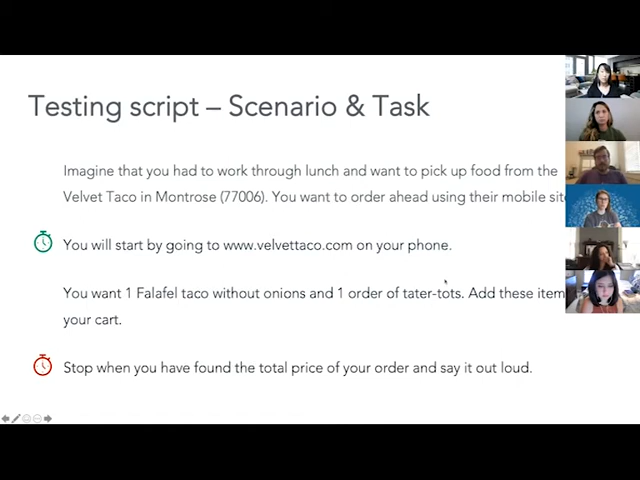 Testing script – Scenario & Task
Imagine that you had to work through lunch and want to pick up food from the
Velvet Taco in Montrose (77006). You want to order ahead using their mobile
You will start by going to www.velvettaco.com on your phone.
You want 1 Falafel taco without onions and 1 order of tater-tots. Add these
your cart.
Stop when you have found the total price of your order and say it out loud.